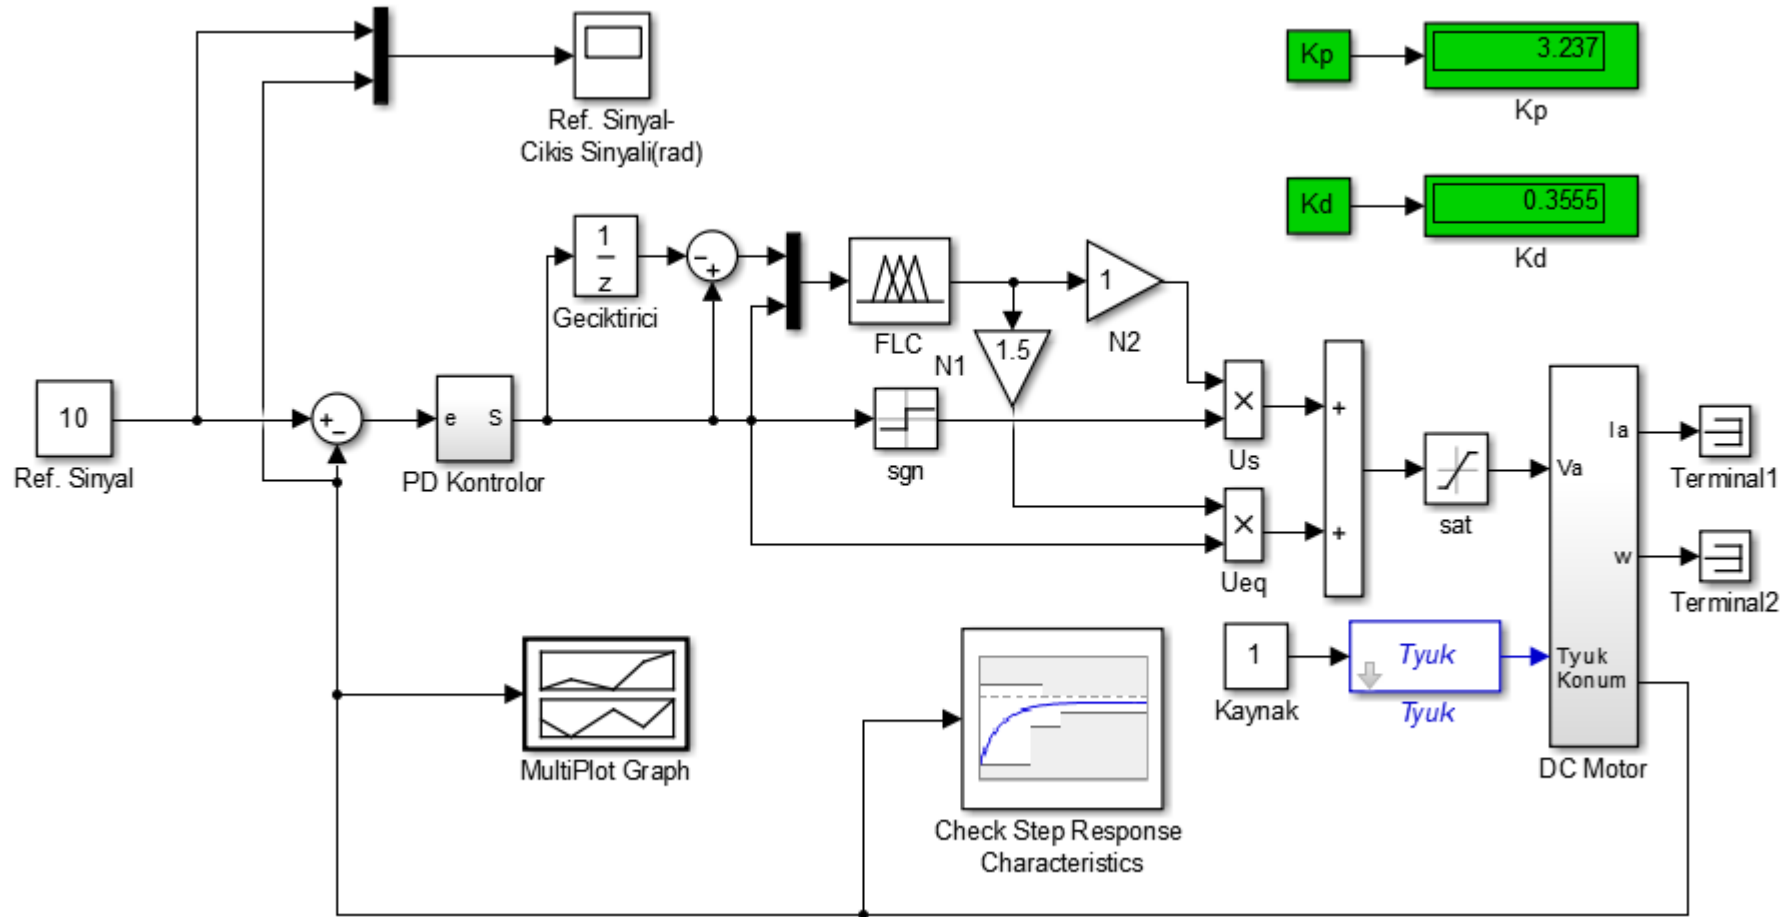 Ref. Sinyal-
Cikis Sinyali(rad)
Kp
3.237
Kp
Kd
0.3555
Kd
1
z
Geciktirici
-
+
FLC
1.5
N1
1
N2
10
Ref. Sinyal
+
-
e
S
PD Kontrolor
sgn
×
Us
×
Ueq
+
+
sat
Va
Ia
w
Tyuk
Konum
DC Motor
Terminal1
Terminal2
1
Kaynak
Tyuk
Tyuk
MultiPlot Graph
Check Step Response
Characteristics